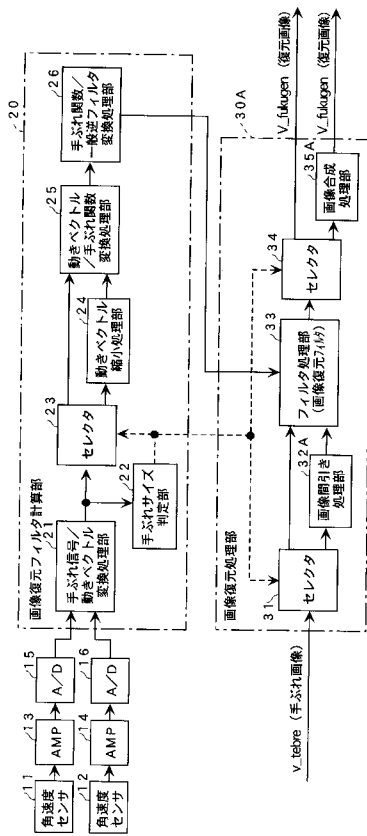 11
角速度
センサ
12
角速度
センサ
13
AMP
14
AMP
15
A/D
16
A/D
20
画像復元フィルタ計算部
21
手ぶれ信号/
動きベクトル
変換処理部
22
手ぶれサイズ
判定部
23
セレクタ
24
動きベクトル
縮小処理部
25
動きベクトル
/手ぶれ関数
変換処理部
26
手ぶれ関数/
一般逆フィルタ
変換処理部
30A
画像復元処理部
v_tebre (手ぶれ画像)
31
セレクタ
32A
画像間引き
処理部
33
フィルタ処理部
(画像復元フィルタ)
34
セレクタ
35A
画像合成
処理部
V_fukugen (復元画像)
V_fukugen (復元画像)